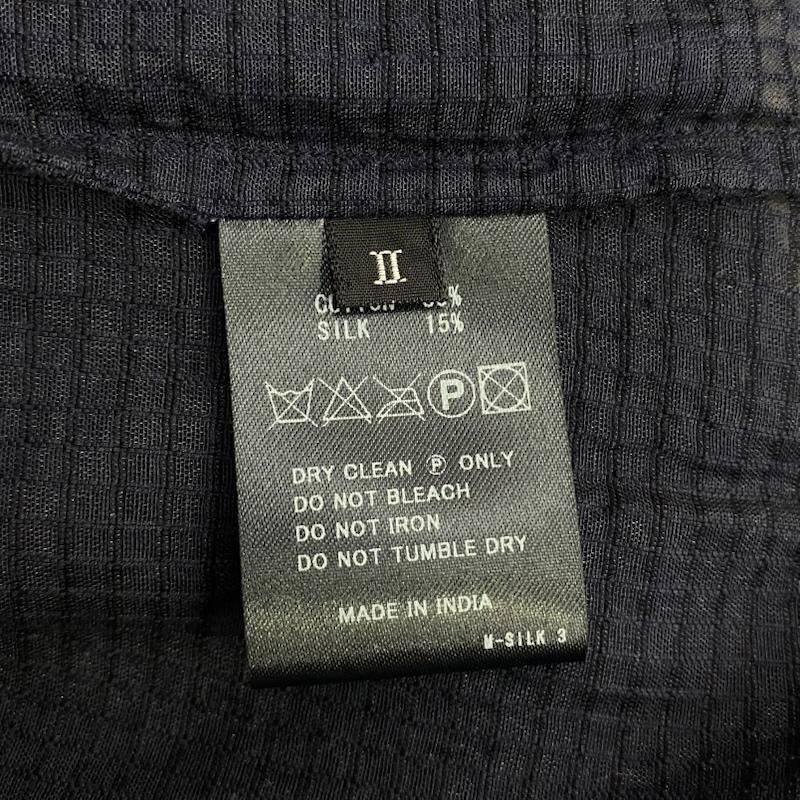 II
SILK 15%
P
DRY CLEAN Ⓟ ONLY
DO NOT BLEACH
DO NOT IRON
DO NOT TUMBLE DRY
MADE IN INDIA
M-SILK 3